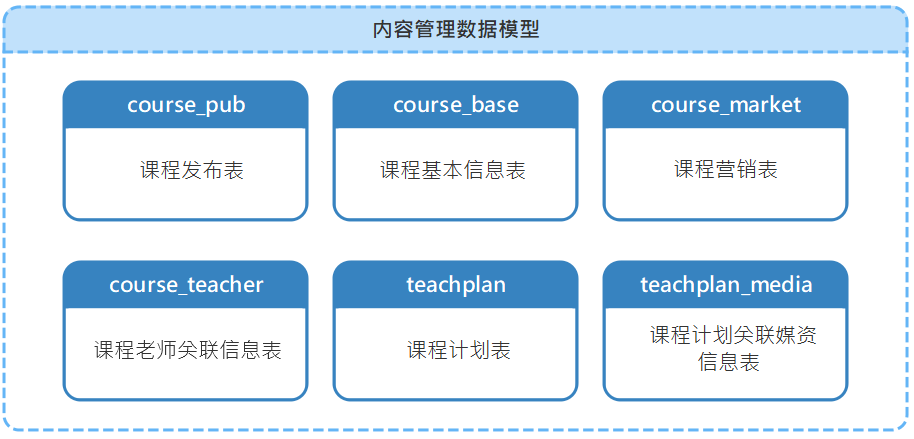 内容管理数据模型
course_pub
课程发布表
course_base
课程基本信息表
course_market
课程营销表
course_teacher
课程老师关联信息表
teachplan
课程计划表
teachplan_media
课程计划关联媒资
信息表